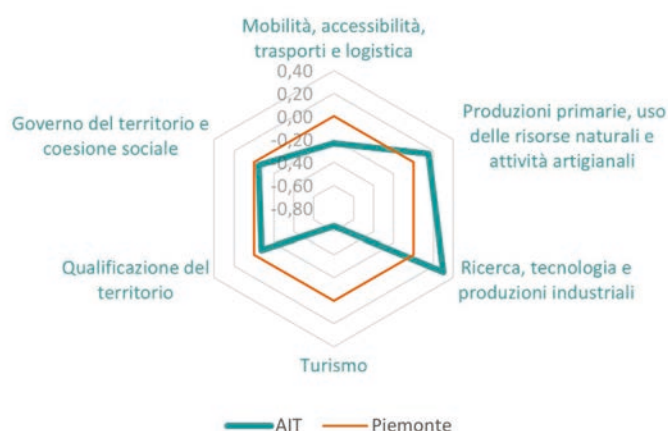 Mobilità, accessibilità,
trasporti e logistica
0,40
0,20
0,00
-0,20
-0,40
-0,60
-0,80
Produzioni primarie, uso
delle risorse naturali e
attività artigianali
Governo del territorio e
coesione sociale
Qualificazione del
territorio
Ricerca, tecnologia e
produzioni industriali
Turismo
AIT Piemonte